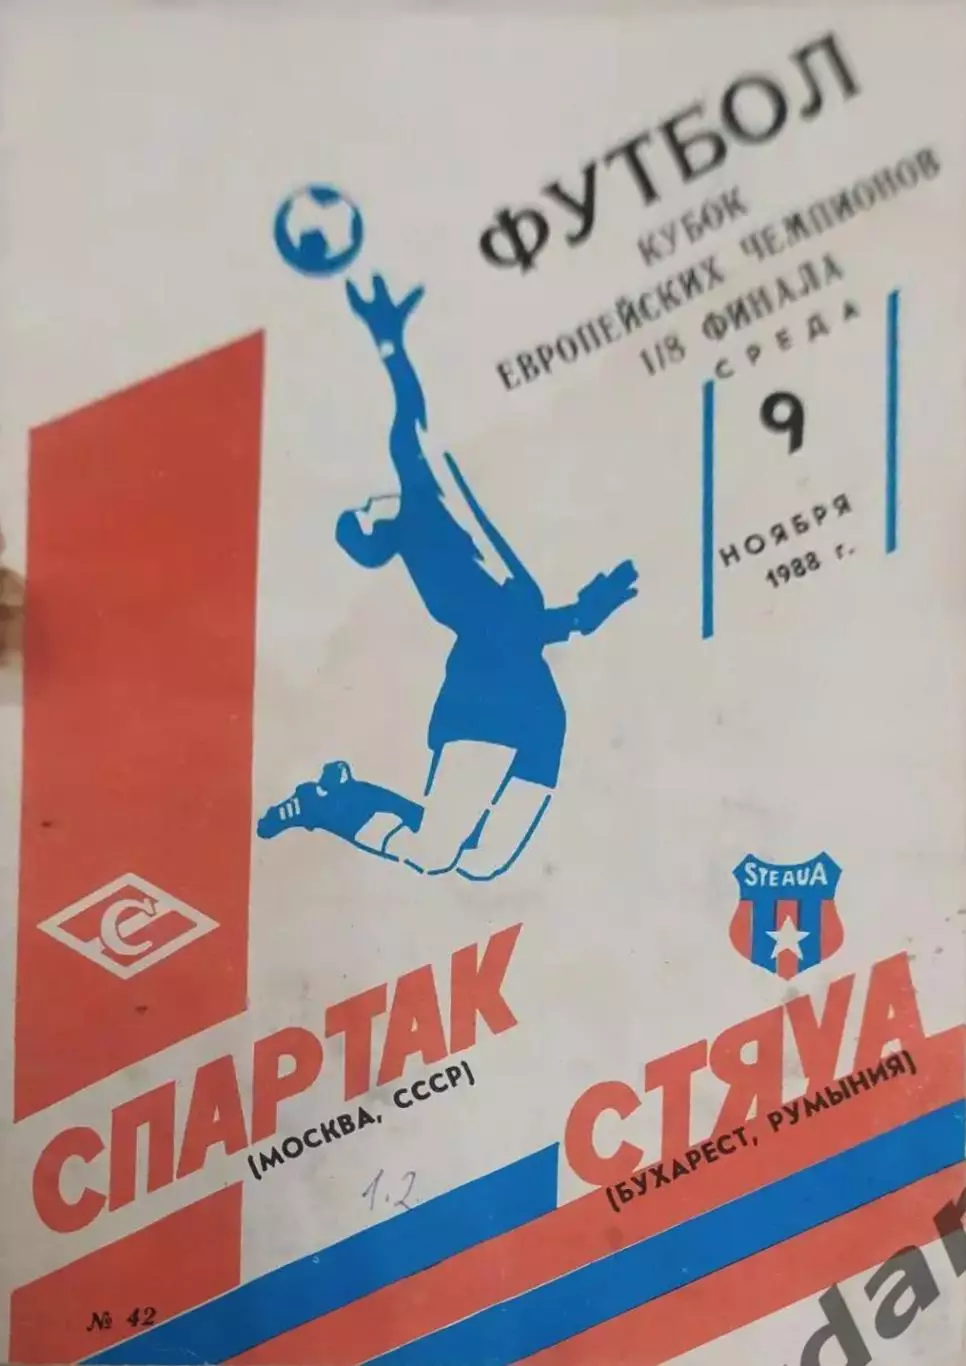 ФУТБОЛ
КУБОК
ЕВРОПЕЙСКИХ ЧЕМПИОНОВ
1/8 ФИНАЛА
СРЕДА
9
НОЯБРЯ
1988 г.
STEAUA
СПАРТАК
(МОСКВА, СССР)
СТЯУА
(БУХАРЕСТ, РУМЫНИЯ)
1.2
№ 42
dar